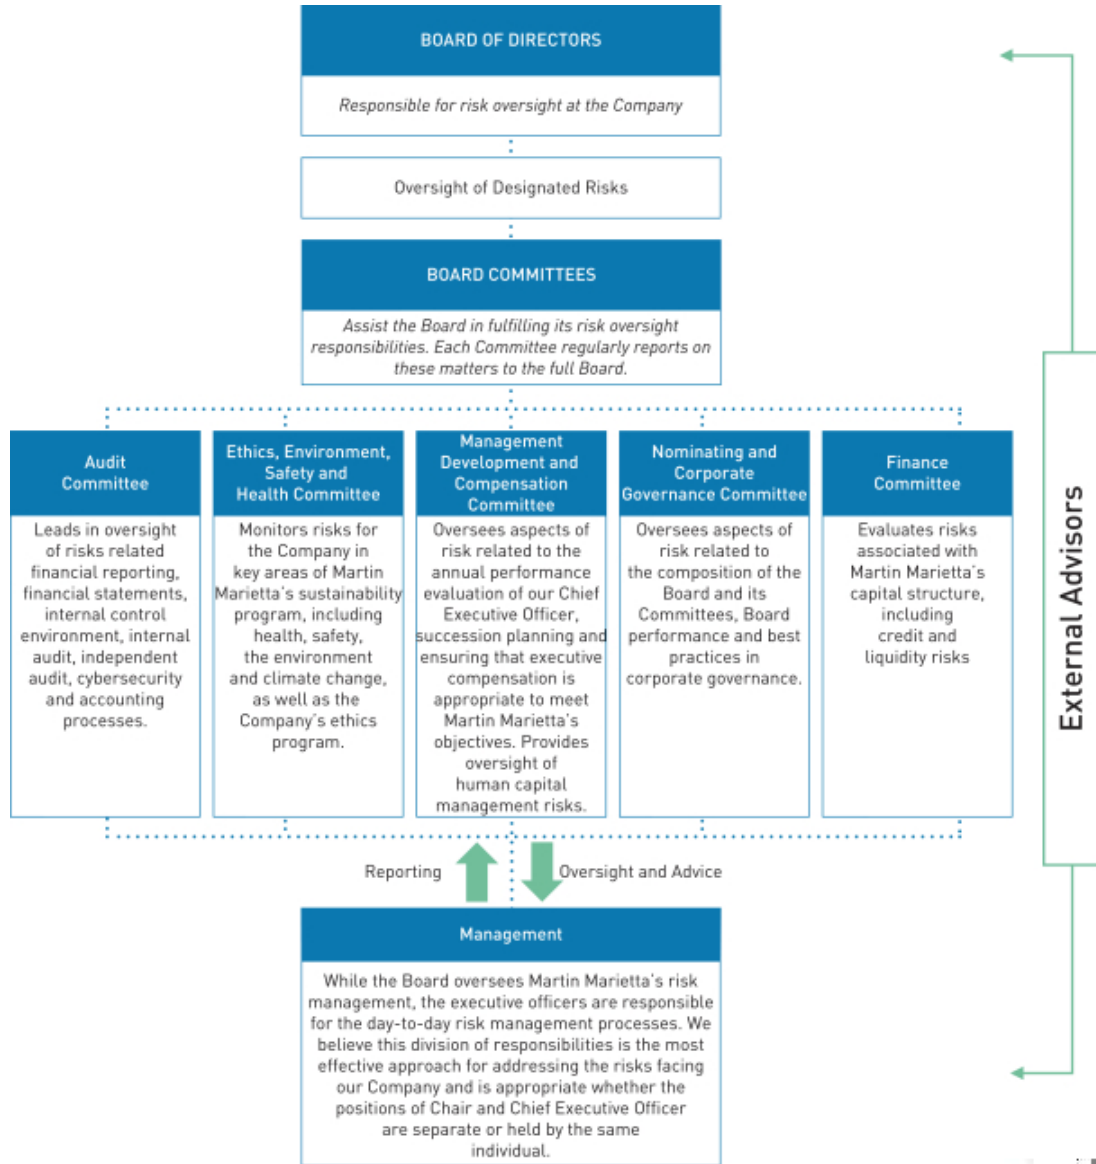 BOARD OF DIRECTORS
Responsible for risk oversight at the Company
Oversight of Designated Risks
BOARD COMMITTEES
Assist the Board in fulfilling its risk oversight
responsibilities. Each Committee regularly reports on
these matters to the full Board.
Audit
Committee
Leads in oversight
of risks related
financial reporting,
financial statements,
internal control
environment, internal
audit, independent
audit, cybersecurity
and accounting
processes.
Ethics, Environment,
Safety and
Health Committee
Monitors risks for
the Company in
key areas of Martin
Marietta's sustainability
program, including
health, safety,
the environment
and climate change,
as well as the
Company's ethics
program.
Management
Development and
Compensation
Committee
Oversees aspects of
risk related to the
annual performance
evaluation of our Chief
Executive Officer,
succession planning and
ensuring that executive
compensation is
appropriate to meet
Martin Marietta's
objectives. Provides
oversight of
human capital
management risks.
Nominating and
Corporate
Governance Committee
Oversees aspects of
risk related to
the composition of the
Board and its
Committees, Board
performance and best
practices in
corporate governance.
Finance
Committee
Evaluates risks
associated with
Martin Marietta's
capital structure,
including
credit and
liquidity risks
External Advisors
Reporting
Oversight and Advice
Management
While the Board oversees Martin Marietta's risk
management, the executive officers are responsible
for the day-to-day risk management processes. We
believe this division of responsibilities is the most
effective approach for addressing the risks facing
our Company and is appropriate whether the
positions of Chair and Chief Executive Officer
are separate or held by the same
individual.